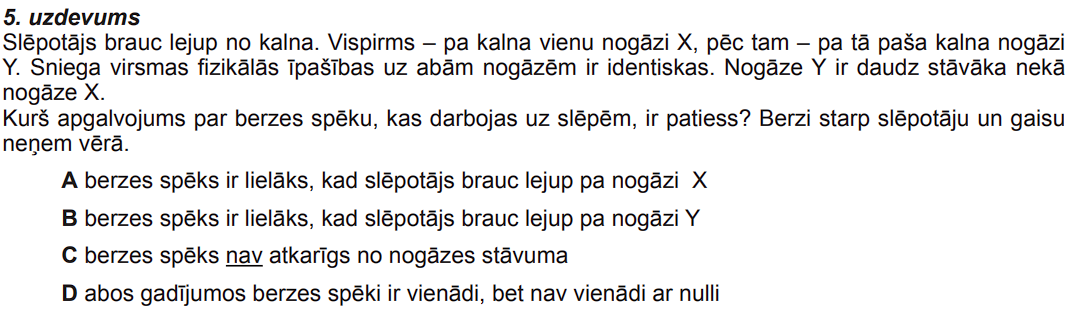 5. uzdevums
Slēpotājs brauc lejup no kalna. Vispirms – pa kalna vienu nogāzi X, pēc tam – pa tā paša kalna nogāzi
Y. Sniega virsmas fizikālās īpašības uz abām nogāzēm ir identiskas. Nogāze Y ir daudz stāvāka nekā
nogāze X.
Kurš apgalvojums par berzes spēku, kas darbojas uz slēpēm, ir patiess? Berzi starp slēpotāju un gaisu
neņem vērā.
A berzes spēks ir lielāks, kad slēpotājs brauc lejup pa nogāzi X
B berzes spēks ir lielāks, kad slēpotājs brauc lejup pa nogāzi Y
C berzes spēks nav atkarīgs no nogāzes stāvuma
D abos gadījumos berzes spēki ir vienādi, bet nav vienādi ar nulli